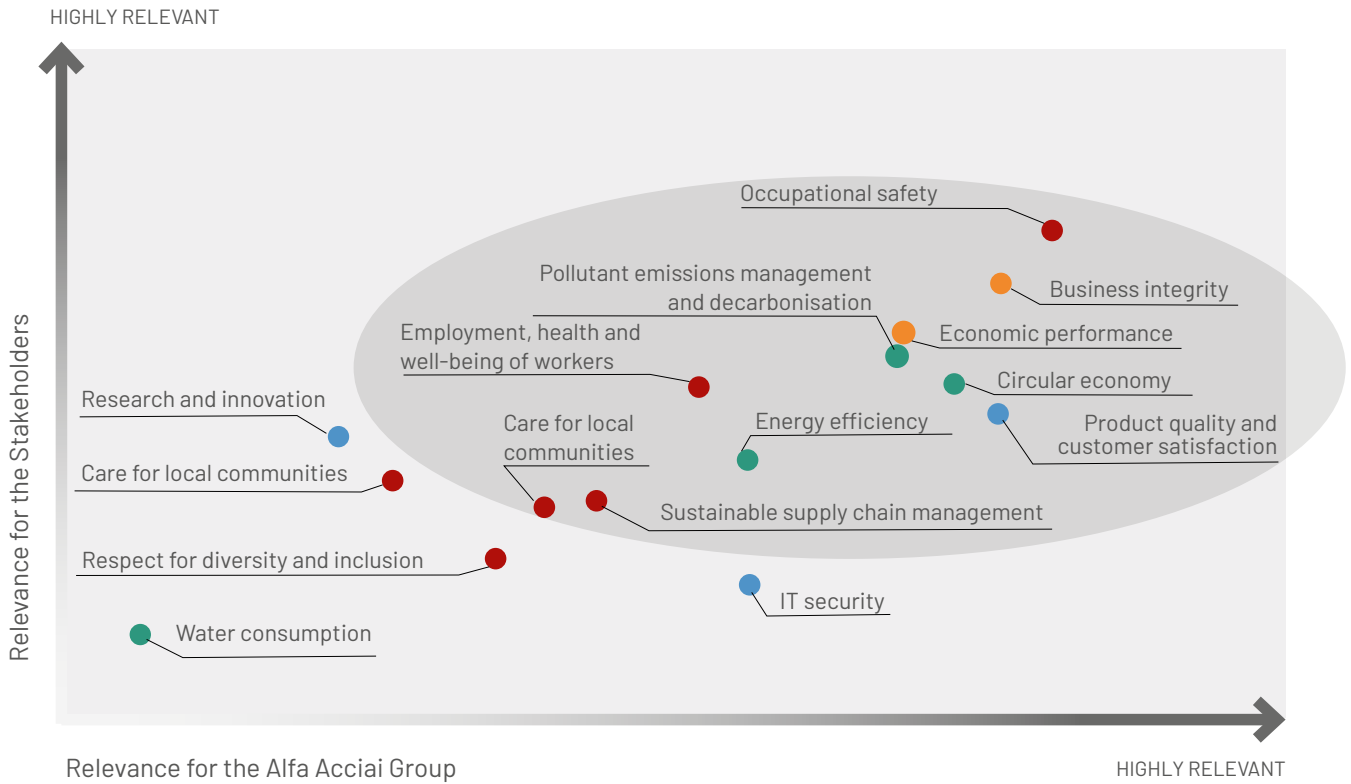 HIGHLY RELEVANT
Relevance for the Stakeholders
Occupational safety
Pollutant emissions management
and decarbonisation
Business integrity
Employment, health and
well-being of workers
Economic performance
Circular economy
Research and innovation
Care for local
communities
Energy efficiency
Product quality and
customer satisfaction
Care for local communities
Sustainable supply chain management
Respect for diversity and inclusion
IT security
Water consumption
Relevance for the Alfa Acciai Group
HIGHLY RELEVANT